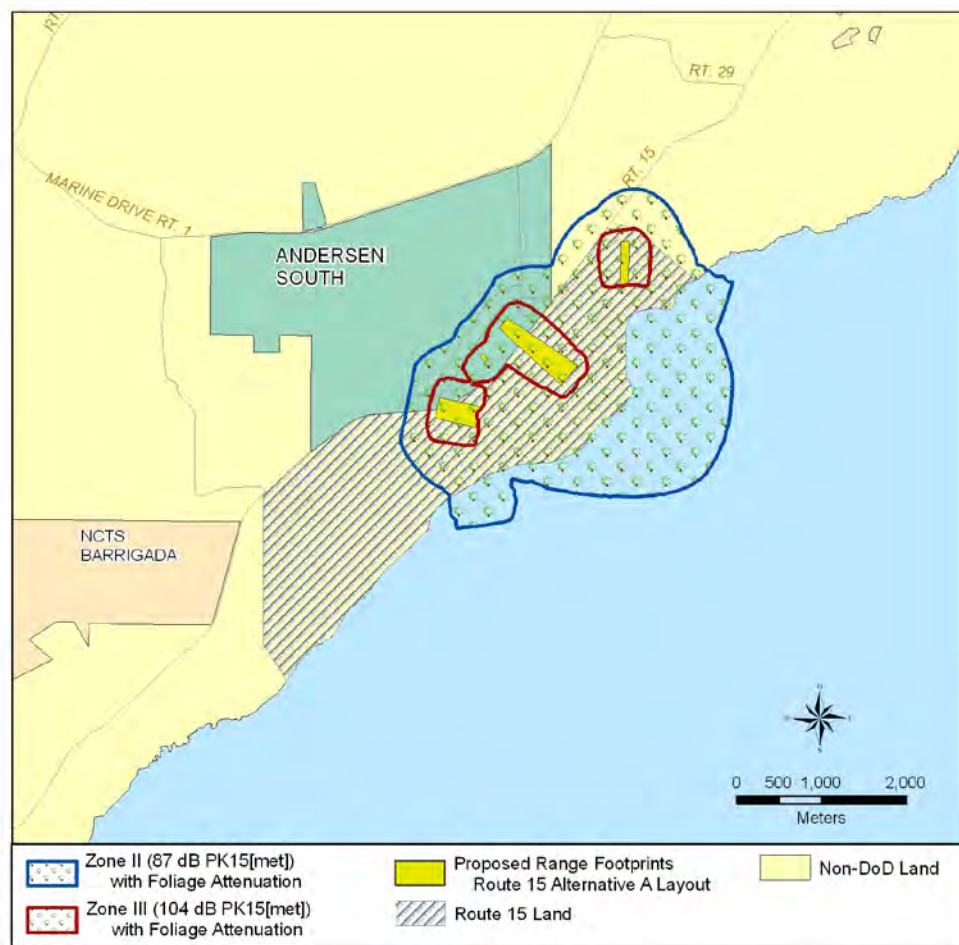 RT. 29
RT. 15
MARINE DRIVE RT. 1
ANDERSEN
SOUTH
NCTS
BARRIGADA
N
E
S
0 500 1,000 2,000
Meters
Zone II (87 dB PK15[met])
with Foliage Attenuation
Zone III (104 dB PK15[met])
with Foliage Attenuation
Proposed Range Footprints
Route 15 Alternative A Layout
Route 15 Land
Non-DoD Land